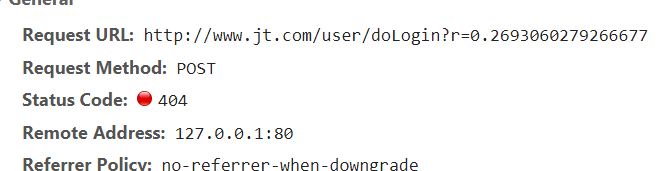 General
Request URL: http://www.jt.com/user/doLogin?r=0.2693060279266677
Request Method: POST
Status Code: 404
Remote Address: 127.0.0.1:80
Referrer Policy: no-referrer-when-downgrade